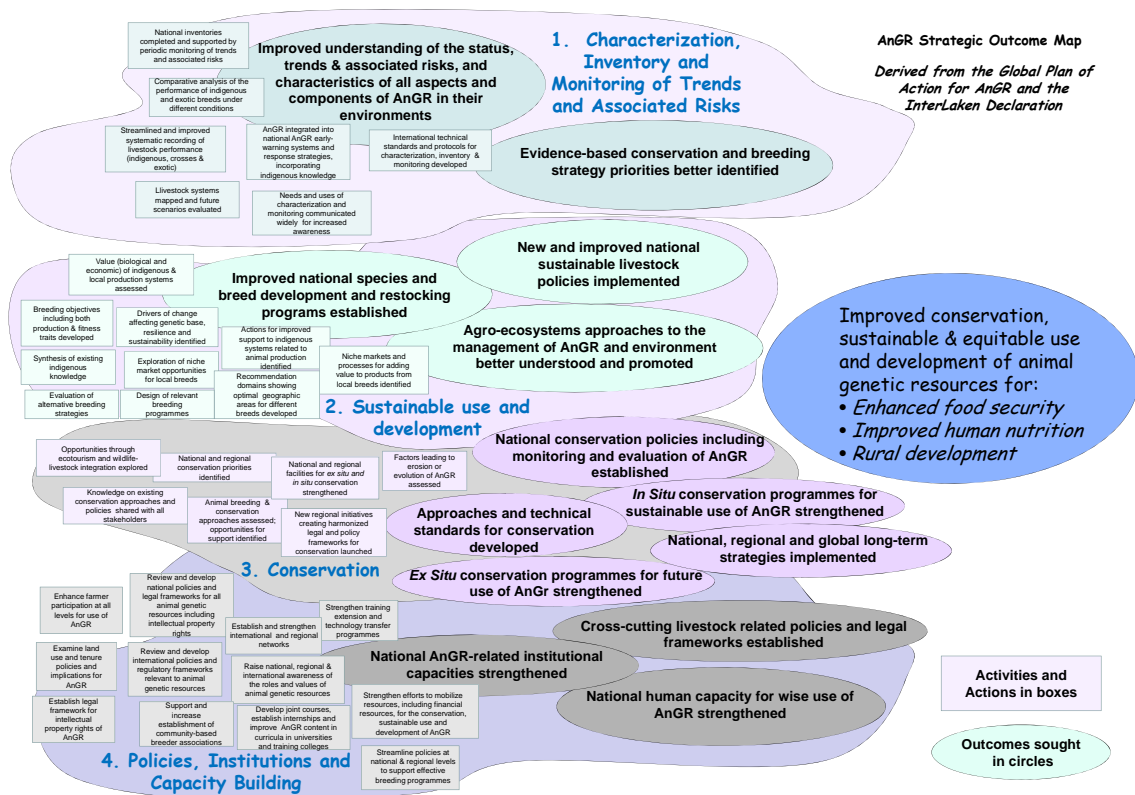 National inventories
completed and supported by
periodic monitoring of trends
and associated risks
Improved understanding of the status,
trends & associated risks, and
characteristics of all aspects and
components of AnGR in their
environments
1. Characterization,
Inventory and
Monitoring of Trends
and Associated Risks
AnGR Strategic Outcome Map
Derived from the Global Plan of
Action for AnGR and the
InterLaken Declaration
Comparative analysis of the
performance of indigenous
and exotic breeds under
different conditions
Streamlined and improved
systematic recording of
livestock performance
(indigenous, crosses &
exotic)
AnGR integrated into
national AnGR early-
warning systems and
response strategies,
incorporating
indigenous knowledge
International technical
standards and protocols for
characterization, inventory &
monitoring developed
Evidence-based conservation and breeding
strategy priorities better identified
Llivestock systems
mapped and future
scenarios evaluated
Needs and uses of
characterization and
monitoring communicated
widely for increased
awareness
Value (biological and
economic) of indigenous &
local production systems
assessed
Improved national species and
breed development and restocking
programs established
New and improved national
sustainable livestock
policies implemented
Breeding objectives
including both
production & fitness
traits developed
Drivers of change
affecting genetic base,
resilience and
sustainability identified
Actions for improved
support to indigenous
systems related to
animal production
identified
Agro-ecosystems approaches to the
management of AnGR and environment
better understood and promoted
Synthesis of existing
indigenous
knowledge
Exploration of niche
market opportunities
for local breeds
Niche markets and
processes for adding
value to products from
local breeds identified
Recommendation
domains showing
optimal geographic
areas for different
breeds developed
Evaluation of
alternative breeding
strategies
Design of relevant
breeding
programmes
2. Sustainable use and
development
Improved conservation,
sustainable & equitable use
and development of animal
genetic resources for:
• Enhanced food security
• Improved human nutrition
• Rural development
Opportunities through
ecotourism and wildlife-
livestock integration explored
National and regional
conservation priorities
identified
National and regional
facilities for ex situ and
in situ conservation
strengthened
Factors leading to
erosion or
evolution of AnGR
assessed
National conservation policies including
monitoring and evaluation of AnGR
established
Knowledge on existing
conservation approaches and
policies shared with all
stakeholders
Animal breeding &
conservation
approaches assessed;
opportunities for
support identified
New regional initiatives
creating harmonized
legal and policy
frameworks for
conservation launched
Approaches and technical
standards for conservation
developed
In Situ conservation programmes for
sustainable use of AnGR strengthened
National, regional and global long-term
strategies implemented
3. Conservation
Ex Situ conservation programmes for future
use of AnGr strengthened
Enhance farmer
participation at all
levels for use of
AnGR
Review and develop
national policies and
legal frameworks for all
animal genetic
resources including
intellectual property
rights
Establish and strengthen
international and regional
networks
Strengthen training
extension and
technology transfer
programmes
Cross-cutting livestock related policies and legal
frameworks established
Examine land
use and tenure
policies and
implications for
AnGR
Review and develop
international policies and
regulatory frameworks
relevant to animal
genetic resources
Raise national, regional &
international awareness of
the roles and values of
animal genetic resources
National AnGR-related institutional
capacities strengthened
National human capacity for wise use of
AnGR strengthened
Establish legal
framework for
intellectual
property rights of
AnGR
Support and
increase
establishment of
community-based
breeder associations
Develop joint courses,
establish internships and
improve AnGR content in
curricula in universities
and training colleges
Strengthen efforts to mobilize
resources, including financial
resources, for the conservation,
sustainable use and
development of AnGR
Streamline policies at
national & regional levels
to support effective
breeding programmes
4. Policies, Institutions and
Capacity Building
Activities and
Actions in boxes
Outcomes sought
in circles